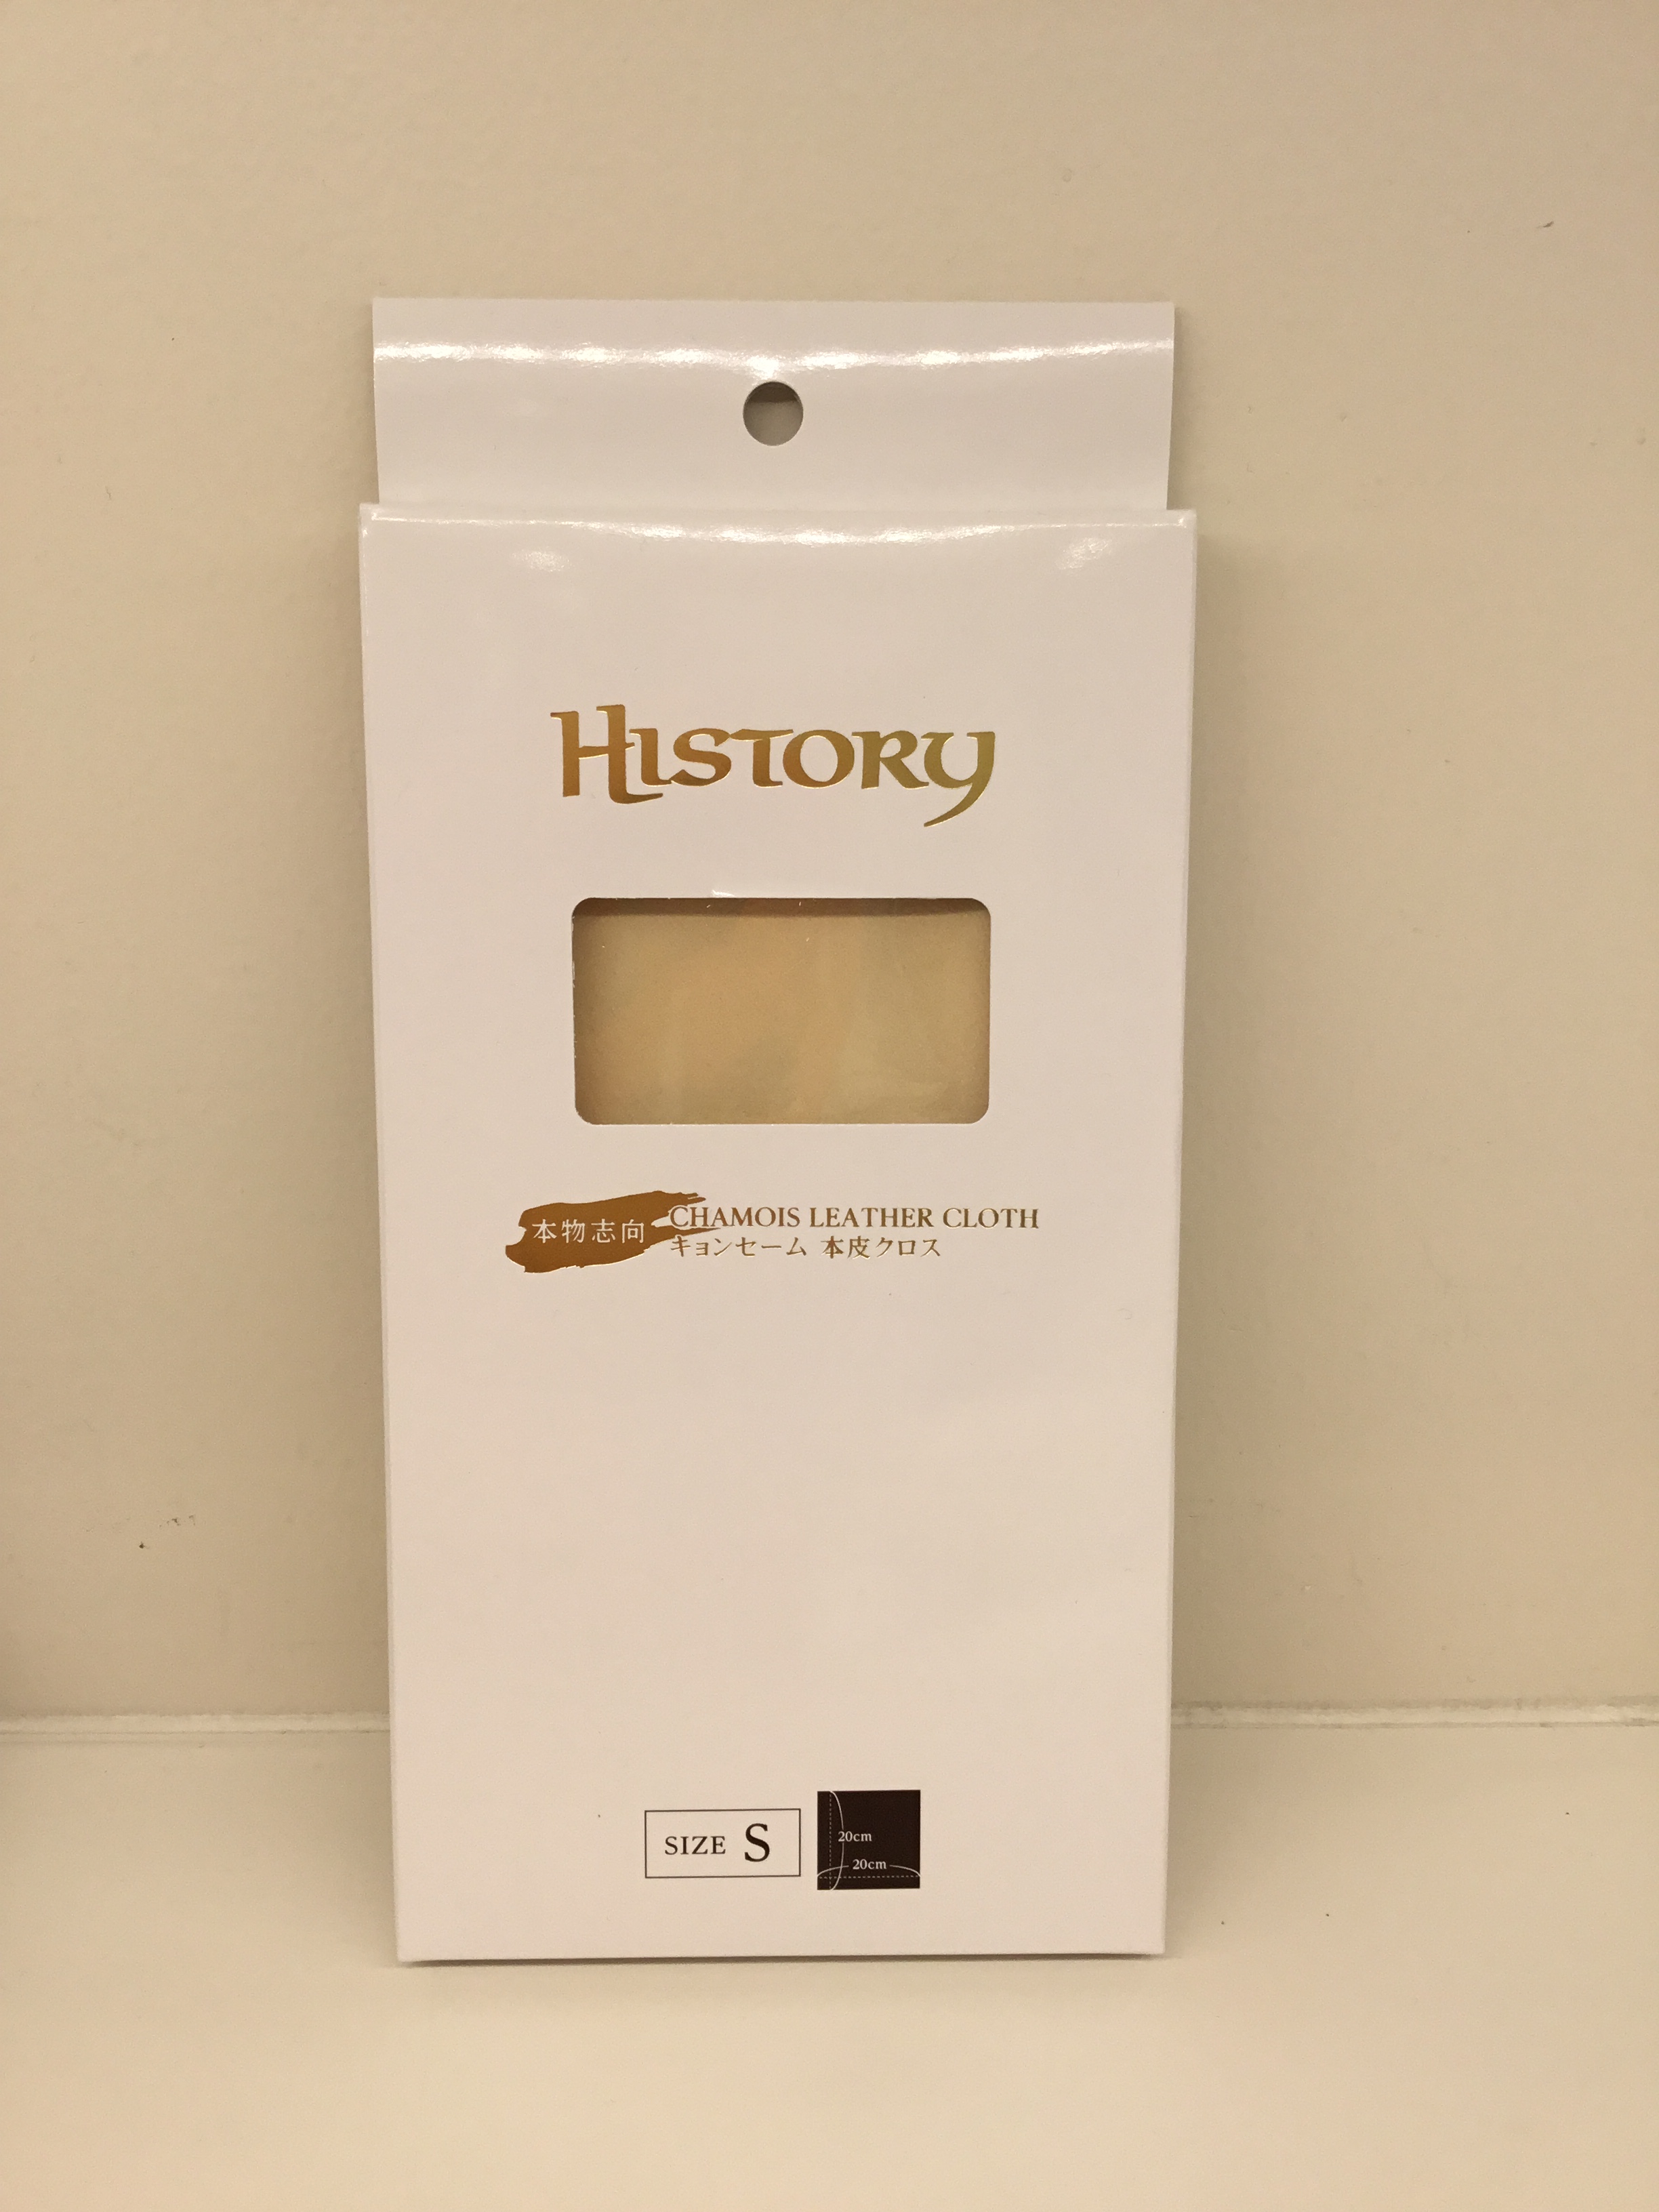 HISTORY
本物志向
CHAMOIS LEATHER CLOTH
キョンセーム 本皮クロス
SIZE S
20cm
20cm